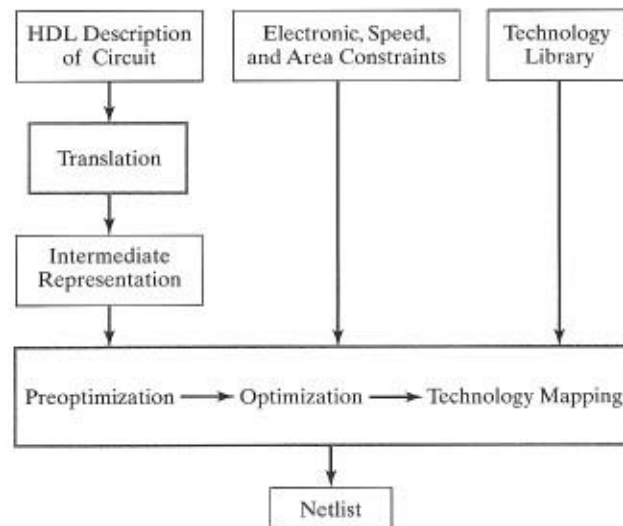 HDL Description
of Circuit
Electronic, Speed,
and Area Constraints
Technology
Library
Translation
Intermediate
Representation
Preoptimization
Optimization
Technology Mapping
Netlist